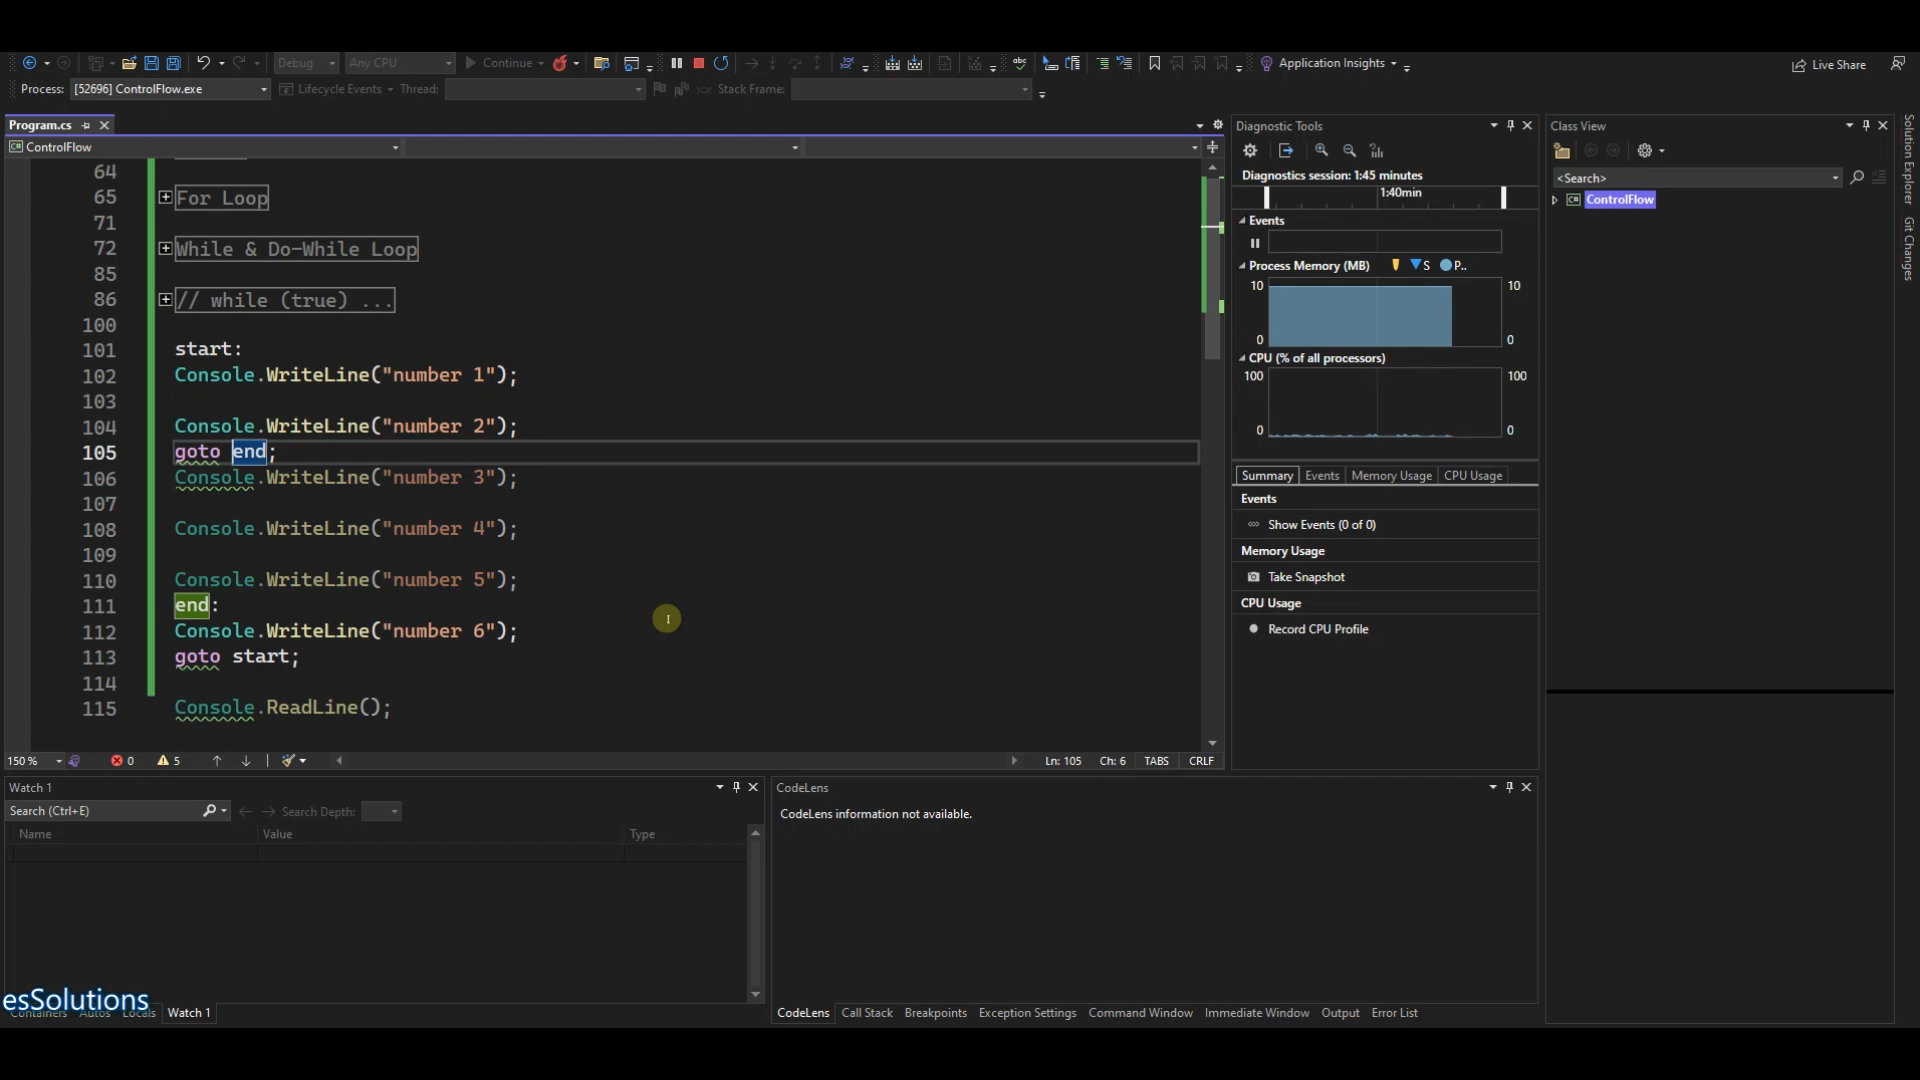 Debug
Any CPU
Continue
abc
Application Insights
Live Share
Process: [52696] ControlFlow.exe
Lifecycle Events
Thread:
Stack Frame:
Program.cs
ControlFlow
64
65 For Loop
71
72 While & Do-While Loop
85
86 // while (true) ...
100
101 start:
102 Console.WriteLine("number 1");
103
104 Console.WriteLine("number 2");
105 goto end;
106 Console.WriteLine("number 3");
107
108 Console.WriteLine("number 4");
109
110 Console.WriteLine("number 5");
111 end:
112 Console.WriteLine("number 6");
113 goto start;
114
115 Console.ReadLine();
150 %
0
5
Ln: 105
Ch: 6
TABS
CRLF
Diagnostic Tools
Diagnostics session: 1:45 minutes
1:40min
Events
Process Memory (MB)
S
P..
10
10
0
0
CPU (% of all processors)
100
100
0
0
Summary
Events
Memory Usage
CPU Usage
Events
Show Events (0 of 0)
Memory Usage
Take Snapshot
CPU Usage
Record CPU Profile
Class View
<Search>
ControlFlow
Solution Explorer
Git Changes
Watch 1
Search (Ctrl+E)
Search Depth:
Name
Value
Type
esSolutions
Containers
Autos
Locals
Watch 1
CodeLens
CodeLens information not available.
CodeLens
Call Stack
Breakpoints
Exception Settings
Command Window
Immediate Window
Output
Error List